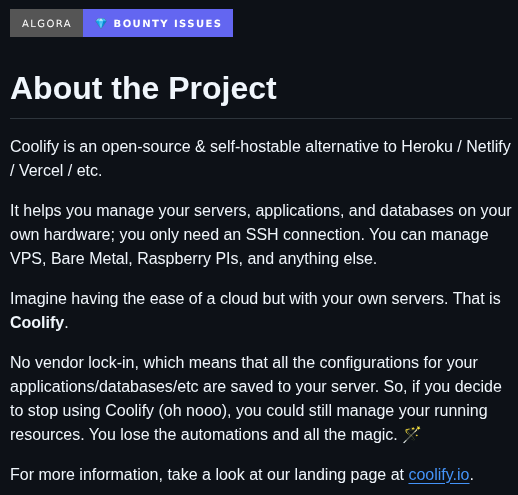 ALGORA 💎 BOUNTY ISSUES
About the Project
Coolify is an open-source & self-hostable alternative to Heroku / Netlify
/ Vercel / etc.
It helps you manage your servers, applications, and databases on your
own hardware; you only need an SSH connection. You can manage
VPS, Bare Metal, Raspberry PIs, and anything else.
Imagine having the ease of a cloud but with your own servers. That is
Coolify.
No vendor lock-in, which means that all the configurations for your
applications/databases/etc are saved to your server. So, if you decide
to stop using Coolify (oh nooo), you could still manage your running
resources. You lose the automations and all the magic. 🪄
For more information, take a look at our landing page at coolify.io.